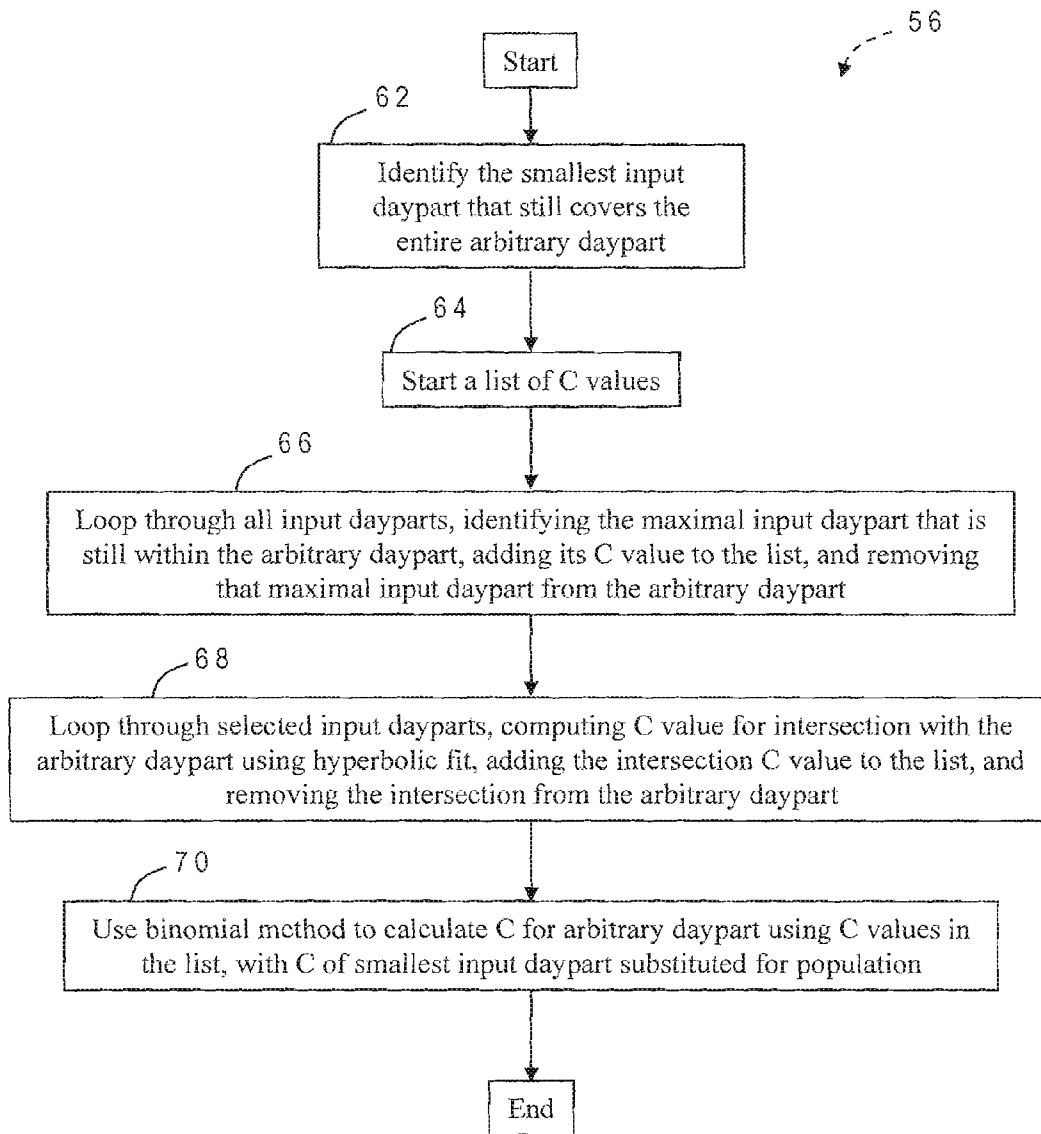 56
Start
62
Identify the smallest input
daypart that still covers the
entire arbitrary daypart
64
Start a list of C values
66
Loop through all input dayparts, identifying the maximal input daypart that is
still within the arbitrary daypart, adding its C value to the list, and removing
that maximal input daypart from the arbitrary daypart
68
Loop through selected input dayparts, computing C value for intersection with the
arbitrary daypart using hyperbolic fit, adding the intersection C value to the list, and
removing the intersection from the arbitrary daypart
70
Use binomial method to calculate C for arbitrary daypart using C values in
the list, with C of smallest input daypart substituted for population
End